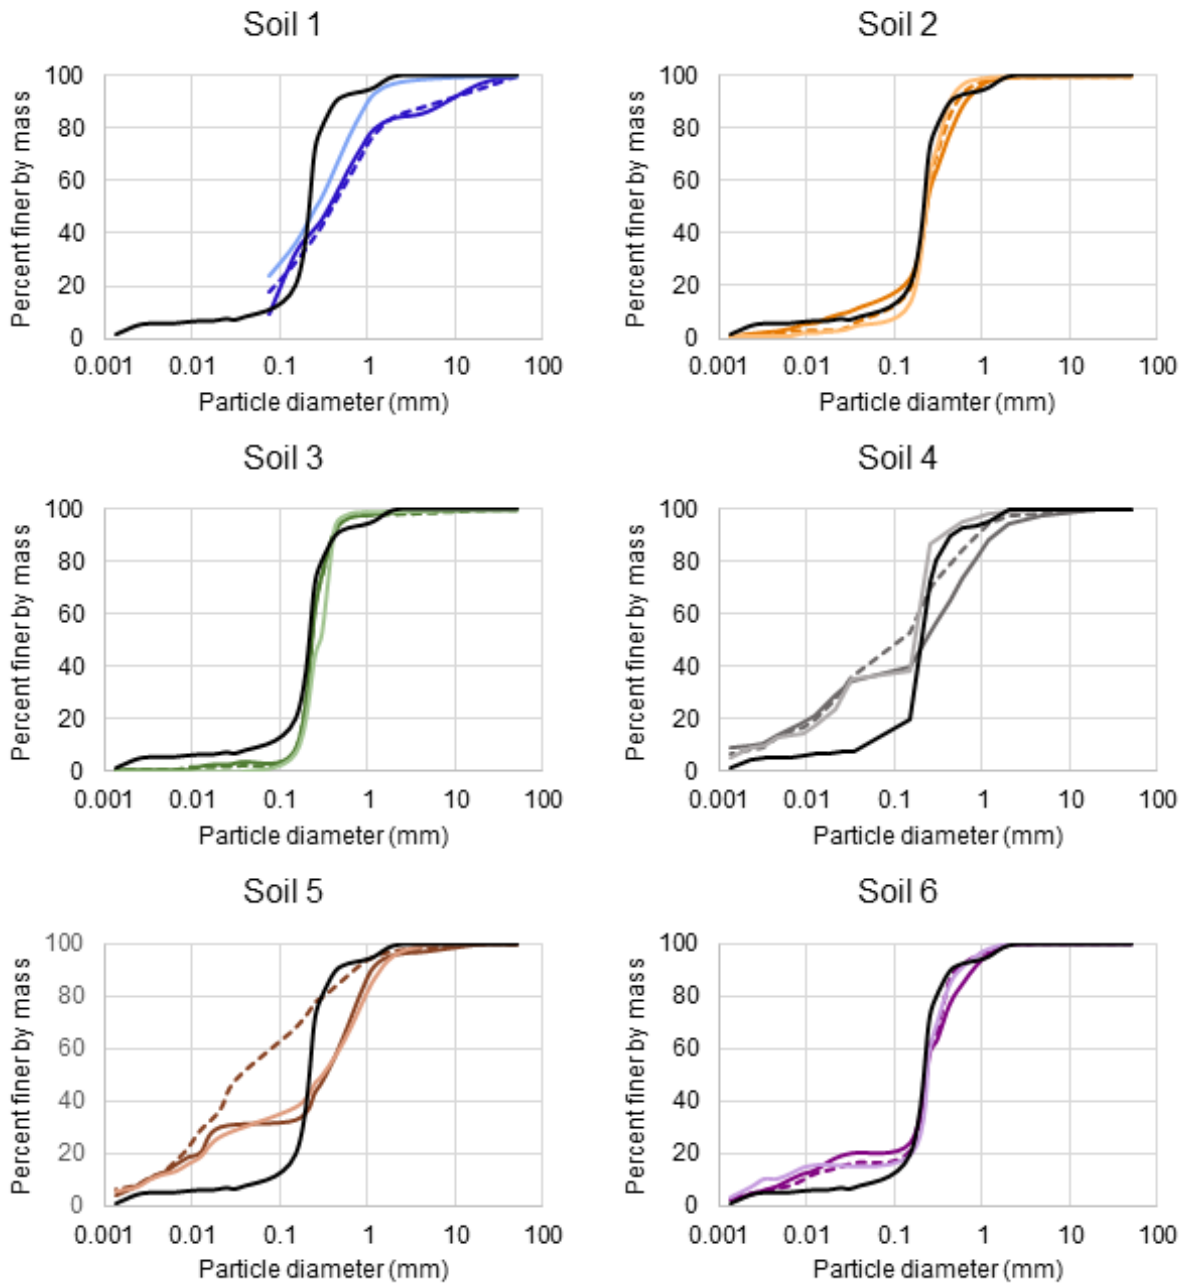 Soil 1
Percent finer by mass
100
80
60
40
20
0
0.001 0.01 0.1 1 10 100
Particle diameter (mm)
Soil 2
Percent finer by mass
100
80
60
40
20
0
0.001 0.01 0.1 1 10 100
Particle diamter (mm)
Soil 3
Percent finer by mass
100
80
60
40
20
0
0.001 0.01 0.1 1 10 100
Particle diameter (mm)
Soil 4
Percent finer by mass
100
80
60
40
20
0
0.001 0.01 0.1 1 10 100
Particle diameter (mm)
Soil 5
Percent finer by mass
100
80
60
40
20
0
0.001 0.01 0.1 1 10 100
Particle diameter (mm)
Soil 6
Percent finer by mass
100
80
60
40
20
0
0.001 0.01 0.1 1 10 100
Particle diameter (mm)